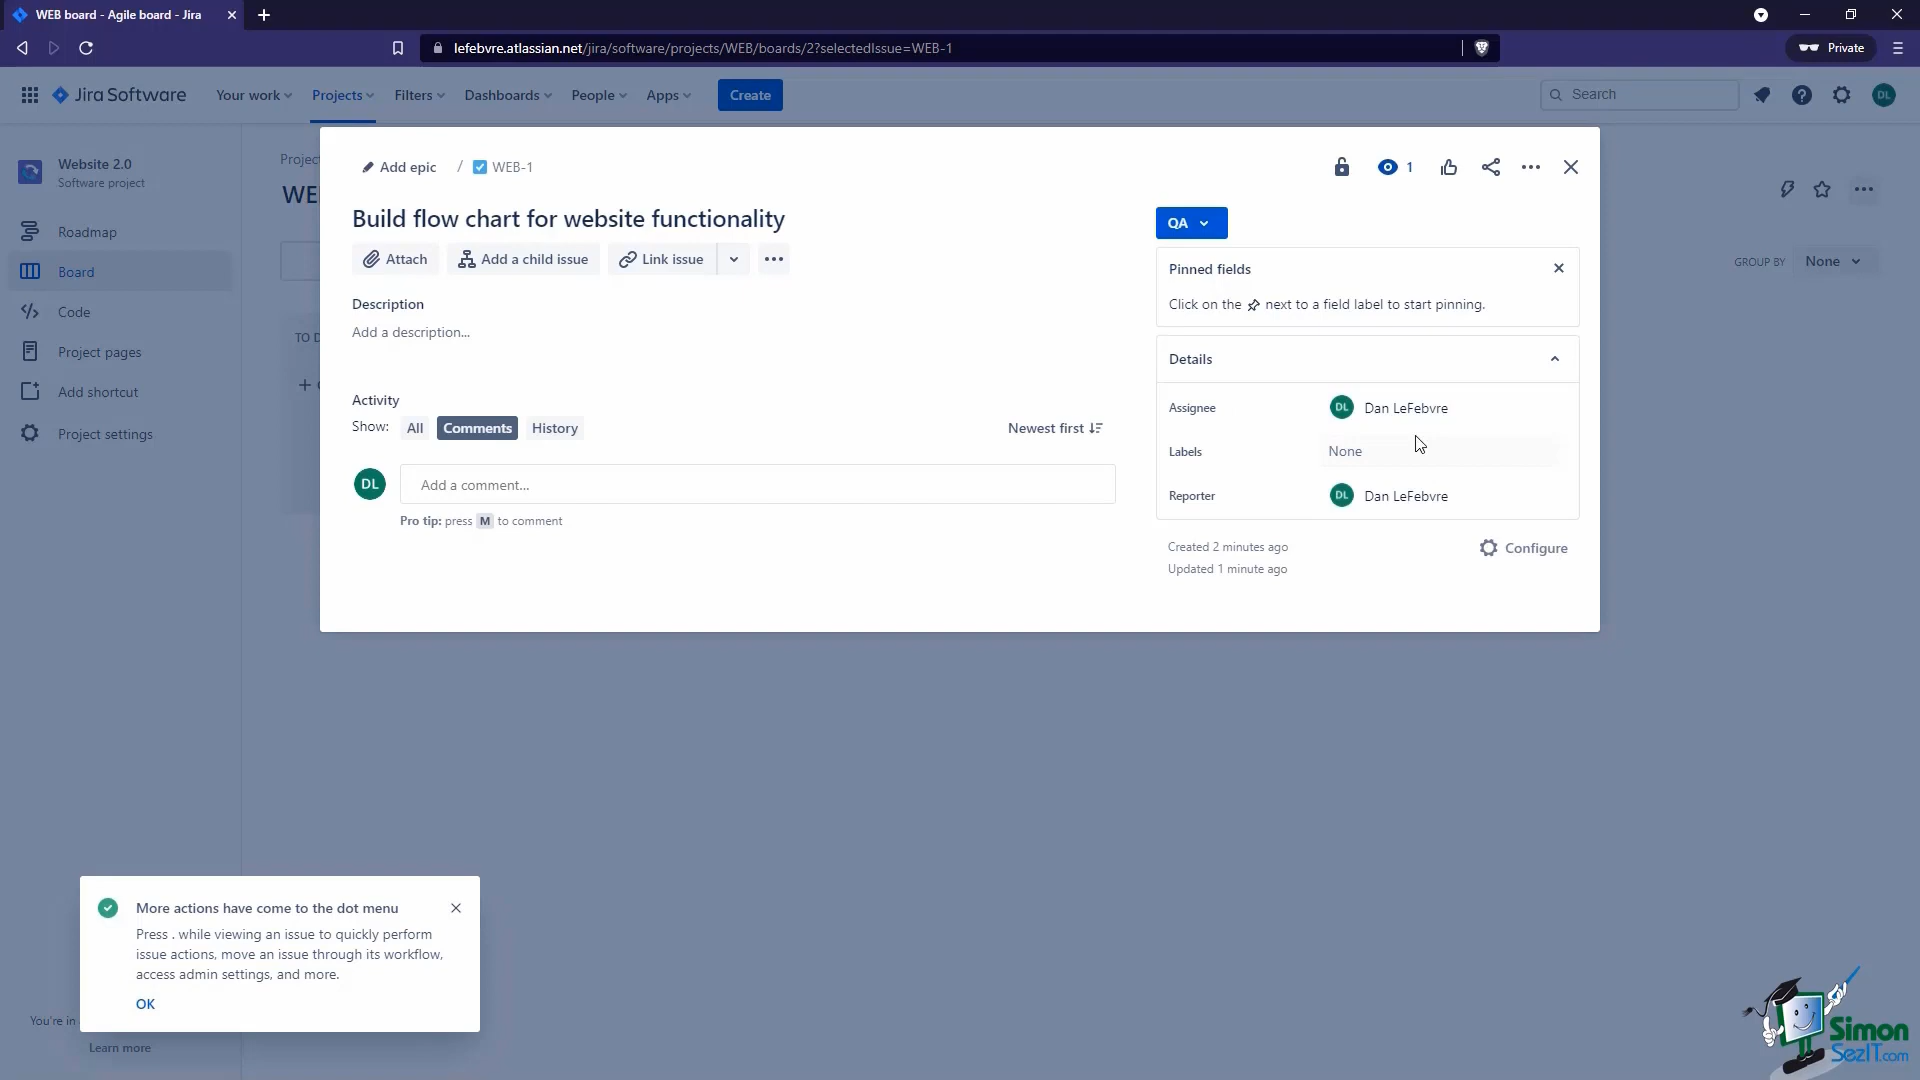 WEB board - Agile board - Jira
lefebvre.atlassian.net/jira/software/projects/WEB/boards/2?selectedIssue=WEB-1
Private
Jira Software
Your work
Projects
Filters
Dashboards
People
Apps
Create
Search
DL
Website 2.0
Software project
Roadmap
Board
Code
Project pages
Add shortcut
Project settings
Add epic / WEB-1
1
Build flow chart for website functionality
Attach
Add a child issue
Link issue
Description
Add a description...
Activity
Show: All Comments History
Newest first
DL
Add a comment...
Pro tip: press M to comment
QA
Pinned fields
Click on the next to a field label to start pinning.
Details
Assignee DL Dan LeFebvre
Labels None
Reporter DL Dan LeFebvre
Created 2 minutes ago
Configure
Updated 1 minute ago
GROUP BY None
More actions have come to the dot menu
Press . while viewing an issue to quickly perform
issue actions, move an issue through its workflow,
access admin settings, and more.
OK
You're in
Learn more
Simon
SezIT.com